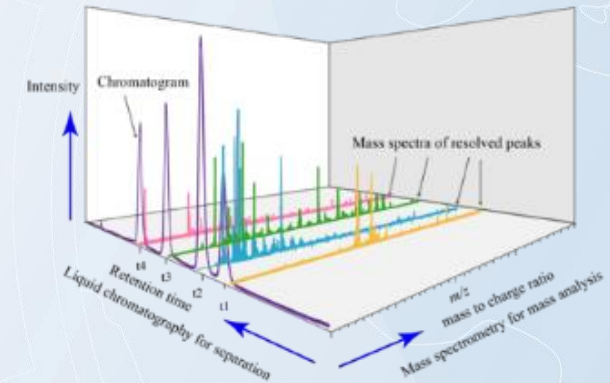 Intensity
Chromatogram
Mass spectra of resolved peaks
t4
t3
t2
t1
Retention time
Liquid chromatography for separation
m/z
mass to charge ratio
Mass spectrometry for mass analysis